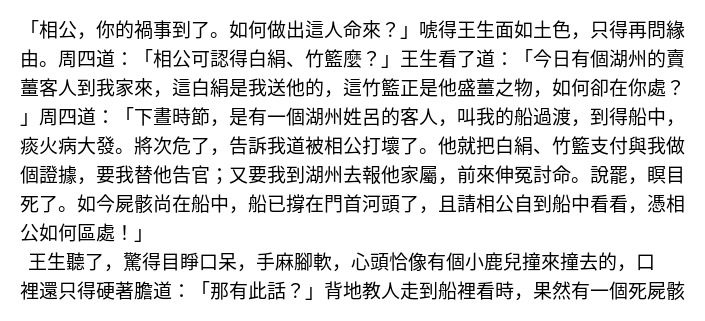 「相公，你的禍事到了。如何做出這人命來？」唬得王生面如土色，只得再問緣
由。周四道：「相公可認得白絹、竹籃麼？」王生看了道：「今日有個湖州的賣
薑客人到我家來，這白絹是我送他的，這竹籃正是他盛薑之物，如何卻在你處？
」周四道：「下晝時節，是有一個湖州姓呂的客人，叫我的船過渡，到得船中，
痰火病大發。將次危了，告訴我道被相公打壞了。他就把白絹、竹籃支付與我做
個證據，要我替他告官；又要我到湖州去報他家屬，前來伸冤討命。說罷，瞑目
死了。如今屍骸尚在船中，船已撐在門首河頭了，且請相公自到船中看看，憑相
公如何區處！」
王生聽了，驚得目睜口呆，手麻腳軟，心頭恰像有個小鹿兒撞來撞去的，口
裡還只得硬著膽道：「那有此話？」背地教人走到船裡看時，果然有一個死屍骸